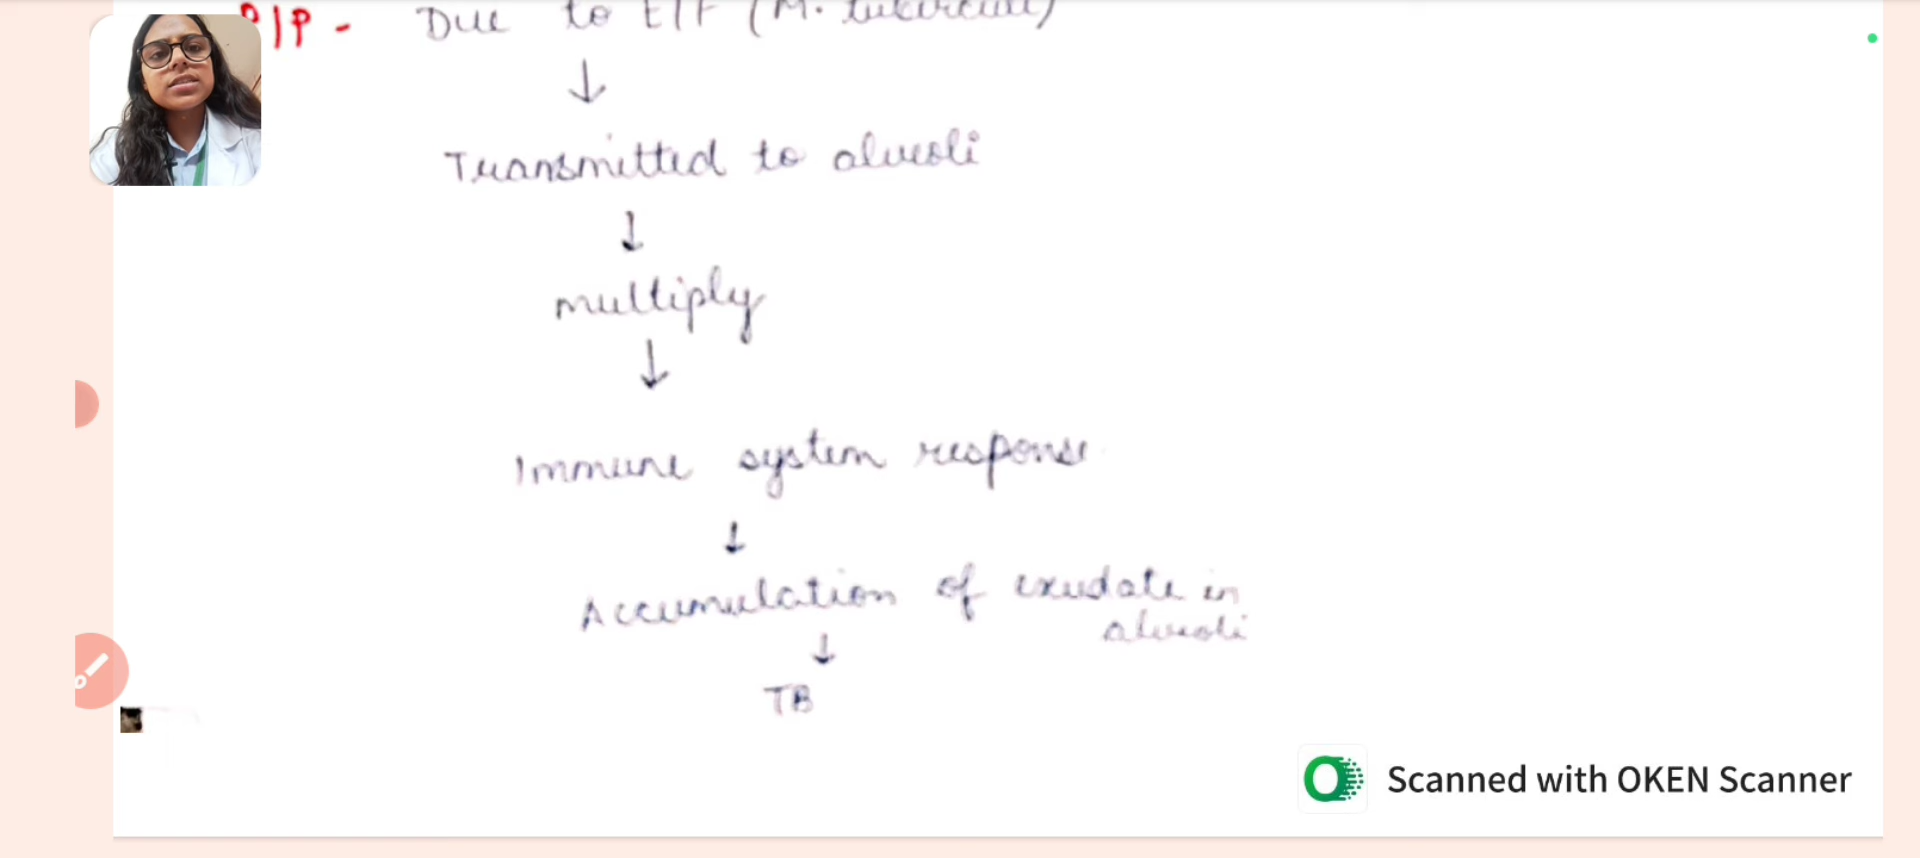 P/P - Due to E/F (M. tubercule)
↓
Transmitted to alveoli
↓
multiply
↓
Immune system response
↓
Accumulation of exudate in
alveoli
↓
TB
Scanned with OKEN Scanner